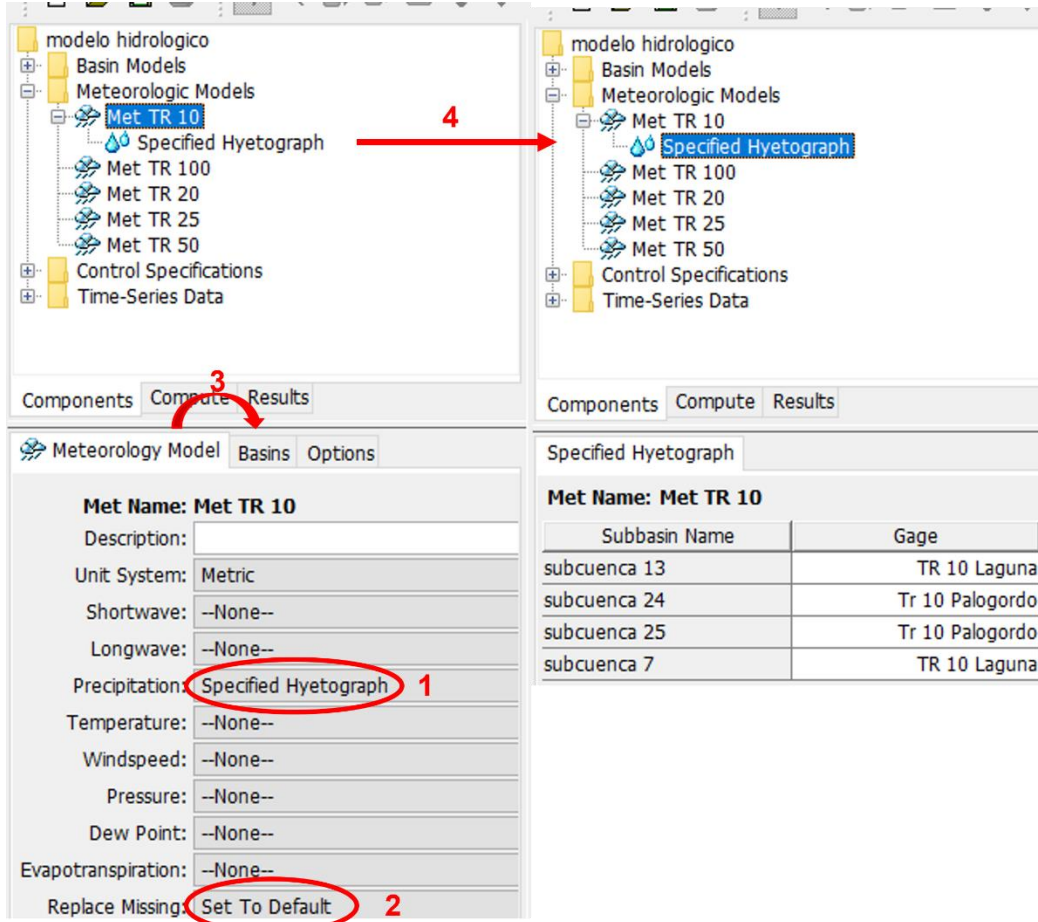 modelo hidrologico
Basin Models
Meteorologic Models
Met TR 10
Specified Hyetograph
Met TR 100
Met TR 20
Met TR 25
Met TR 50
Control Specifications
Time-Series Data
4
modelo hidrologico
Basin Models
Meteorologic Models
Met TR 10
Specified Hyetograph
Met TR 100
Met TR 20
Met TR 25
Met TR 50
Control Specifications
Time-Series Data
Components Compute Results
3
Components Compute Results
Meteorology Model Basins Options
Met Name: Met TR 10
Description:
Unit System: Metric
Shortwave: --None--
Longwave: --None--
Precipitation: Specified Hyetograph 1
Temperature: --None--
Windspeed: --None--
Pressure: --None--
Dew Point: --None--
Evapotranspiration: --None--
Replace Missing: Set To Default 2
Specified Hyetograph
Met Name: Met TR 10
Subbasin Name Gage
subcuenca 13 TR 10 Laguna
subcuenca 24 Tr 10 Palogordo
subcuenca 25 Tr 10 Palogordo
subcuenca 7 TR 10 Laguna